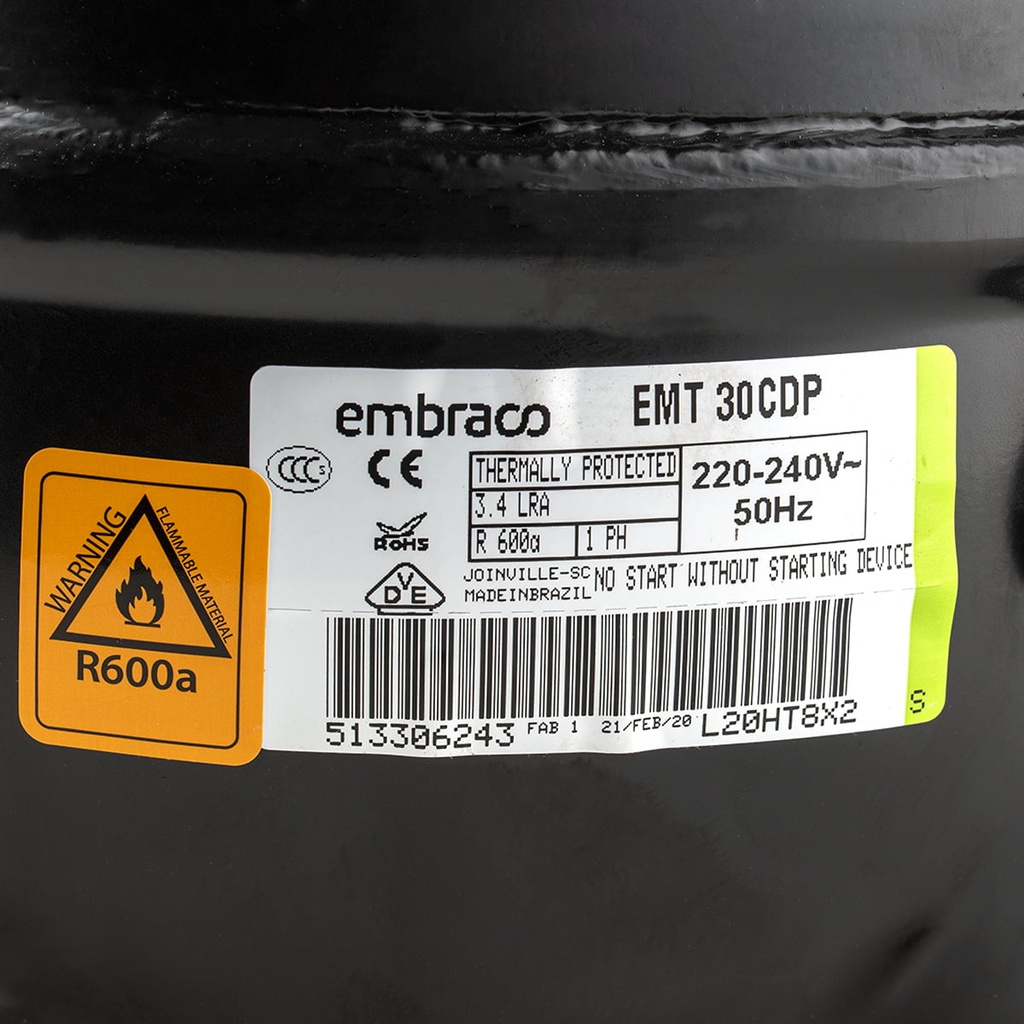 embraco
EMT 30CDP
CCC S
CE
THERMALLY PROTECTED
220-240V~
50Hz
3.4 LRA
R 600a
1 PH
RoHS
VDE
JOINVILLE-SC
MADEINBRAZIL
NO START WITHOUT STARTING DEVICE
513306243
FAB 1
21/FEB/20
L20HT8X2
S
WARNING
FLAMMABLE MATERIAL
R600a